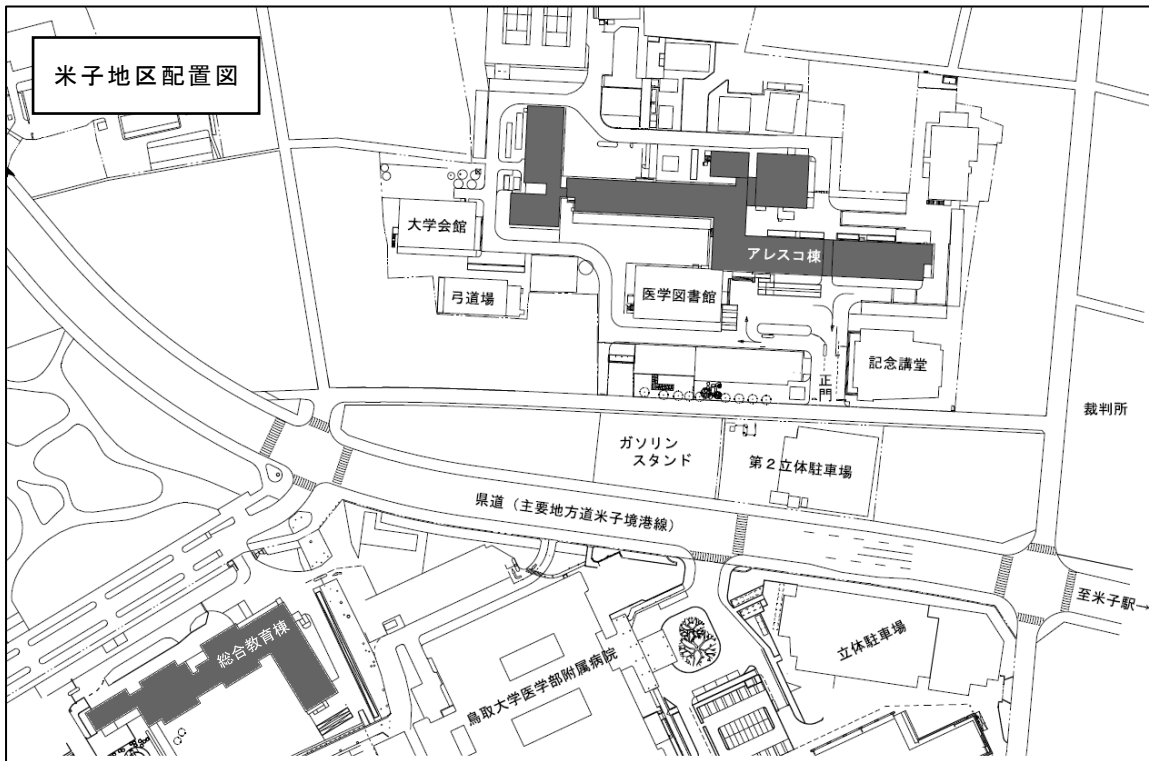 米子地区配置図
大学会館
弓道場
アレスコ棟
医学図書館
記念講堂
正門
裁判所
ガソリン
スタンド
第2立体駐車場
県道（主要地方道米子境港線）
至米子駅→
総合教育棟
鳥取大学医学部附属病院
立体駐車場